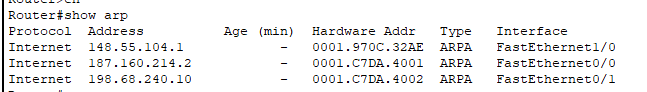 Router#show arp
Protocol  Address          Age (min)  Hardware Addr   Type   Interface
Internet  148.55.104.1            -   0001.970C.32AE  ARPA   FastEthernet1/0
Internet  187.160.214.2           -   0001.C7DA.4001  ARPA   FastEthernet0/0
Internet  198.68.240.10           -   0001.C7DA.4002  ARPA   FastEthernet0/1